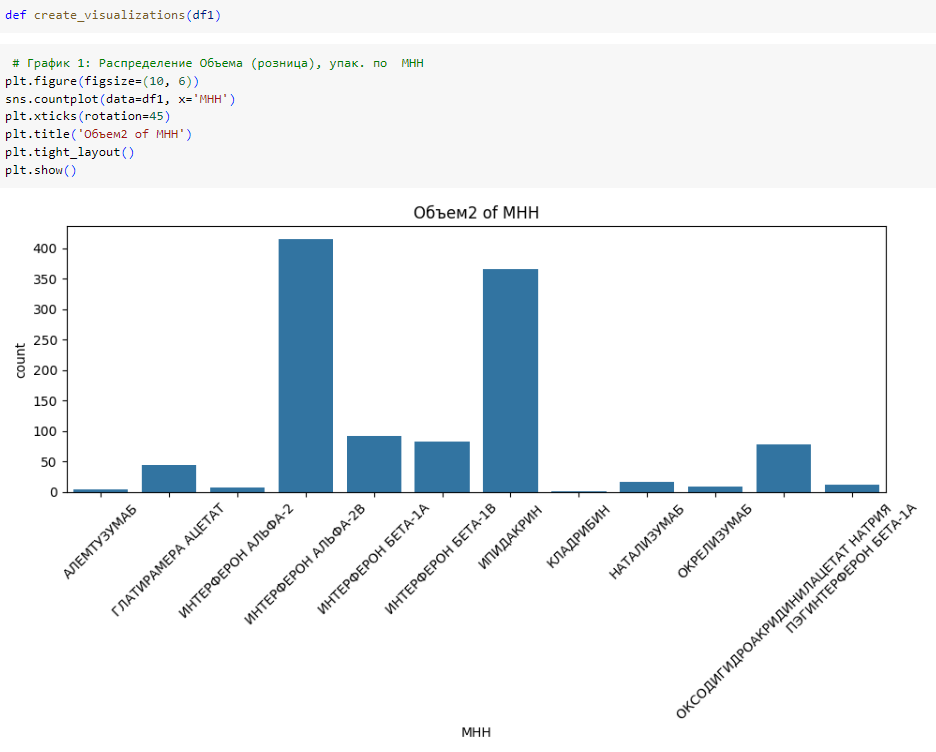 def create_visualizations(df1)
# График 1: Распределение Объема (розница), упак. по  МНН
plt.figure(figsize=(10, 6))
sns.countplot(data=df1, x='МНН')
plt.xticks(rotation=45)
plt.title('Объем2 of МНН')
plt.tight_layout()
plt.show()
Объем2 of МНН
400
350
300
250
200
150
100
50
0
count
АЛЕМТУЗУМАБ
ГЛАТИРАМЕРА АЦЕТАТ
ИНТЕРФЕРОН АЛЬФА-2
ИНТЕРФЕРОН АЛЬФА-2B
ИНТЕРФЕРОН БЕТА-1А
ИНТЕРФЕРОН БЕТА-1B
ИПИДАКРИН
КЛАДРИБИН
НАТАЛИЗУМАБ
ОКРЕЛИЗУМАБ
ОКСОДИГИДРОАКРИДИНИЛАЦЕТАТ НАТРИЯ
ПЭГИНТЕРФЕРОН БЕТА-1А
МНН